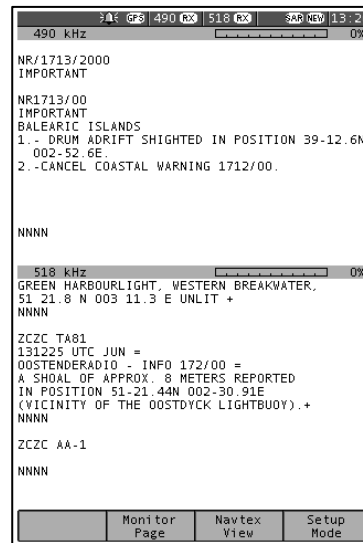 GPS 490 RX 518 RX SAR NEW 13:2
490 kHz 0%
NR/1713/2000
IMPORTANT
NR1713/00
IMPORTANT
BALEARIC ISLANDS
1.- DRUM ADRIFT SHIGHTED IN POSITION 39-12.6N
002-52.6E.
2.-CANCEL COASTAL WARNING 1712/00.
NNNN
518 kHz 0%
GREEN HARBOURLIGHT, WESTERN BREAKWATER,
51 21.8 N 003 11.3 E UNLIT +
NNNN
ZCZC TA81
131225 UTC JUN =
OOSTENDERADIO - INFO 172/00 =
A SHOAL OF APPROX. 8 METERS REPORTED
IN POSITION 51-21.44N 002-30.91E
(VICINITY OF THE OOSTDYCK LIGHTBUOY).+
NNNN
ZCZC AA-1
NNNN
Monitor Page
Navtex View
Setup Mode